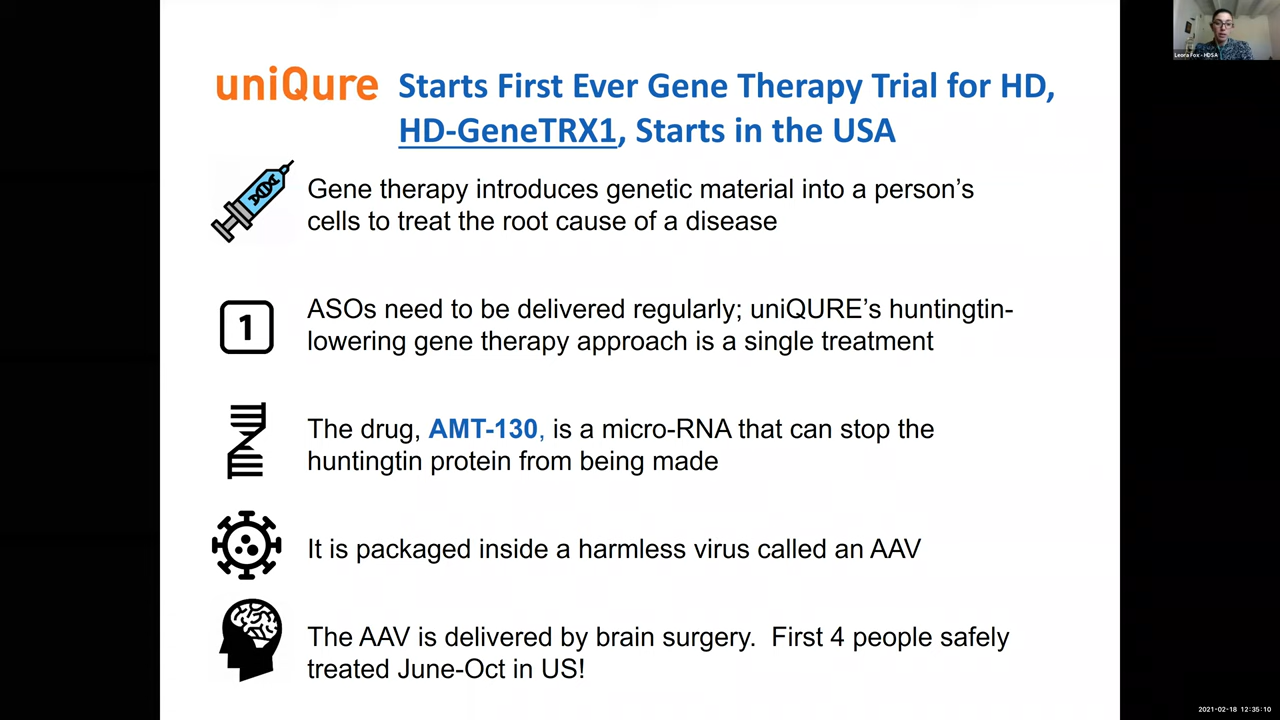 Leora Fox - HDSA
uniQure Starts First Ever Gene Therapy Trial for HD,
HD-GeneTRX1, Starts in the USA
Gene therapy introduces genetic material into a person's
cells to treat the root cause of a disease
1
ASOs need to be delivered regularly; uniQURE's huntingtin-
lowering gene therapy approach is a single treatment
The drug, AMT-130, is a micro-RNA that can stop the
huntingtin protein from being made
It is packaged inside a harmless virus called an AAV
The AAV is delivered by brain surgery.  First 4 people safely
treated June-Oct in US!
2021-02-18 12:35:10